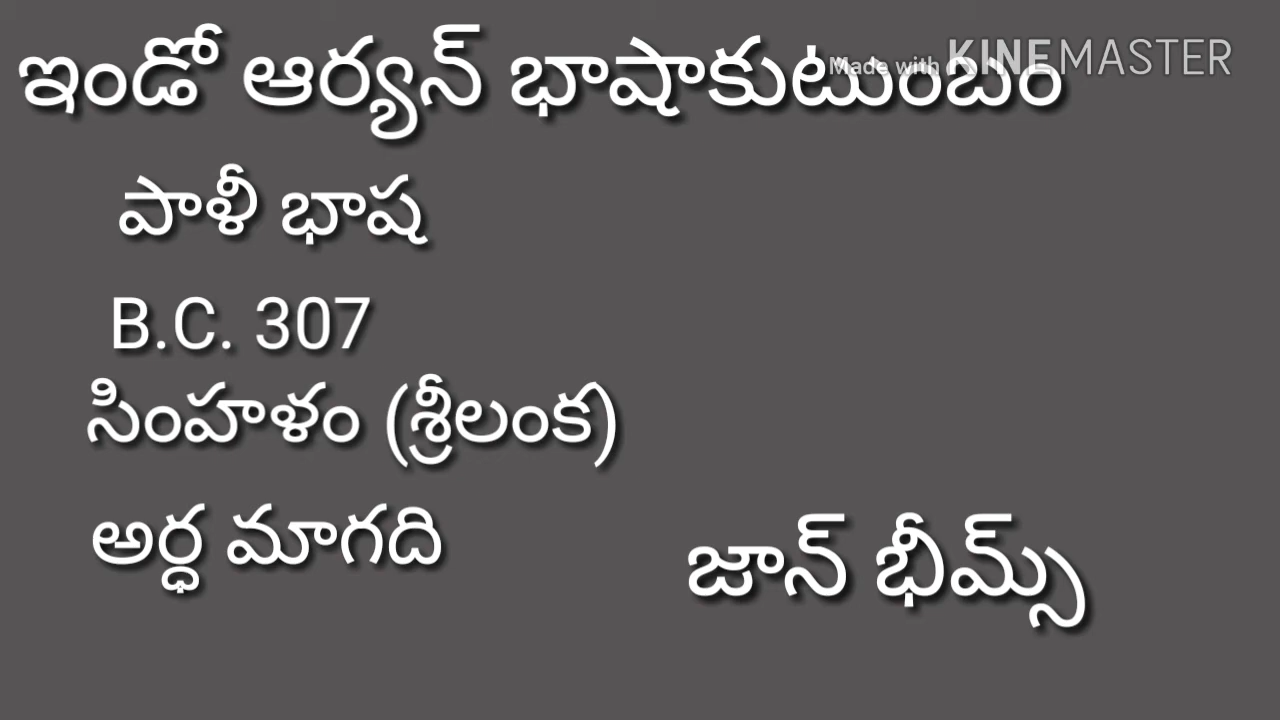 ఇండో ఆర్యన్ భాషాకుటుంబం
Made with KINEMASTER
పాళీ భాష
B.C. 307
సింహళం (శ్రీలంక)
అర్ధ మాగది
జాన్ భీమ్స్